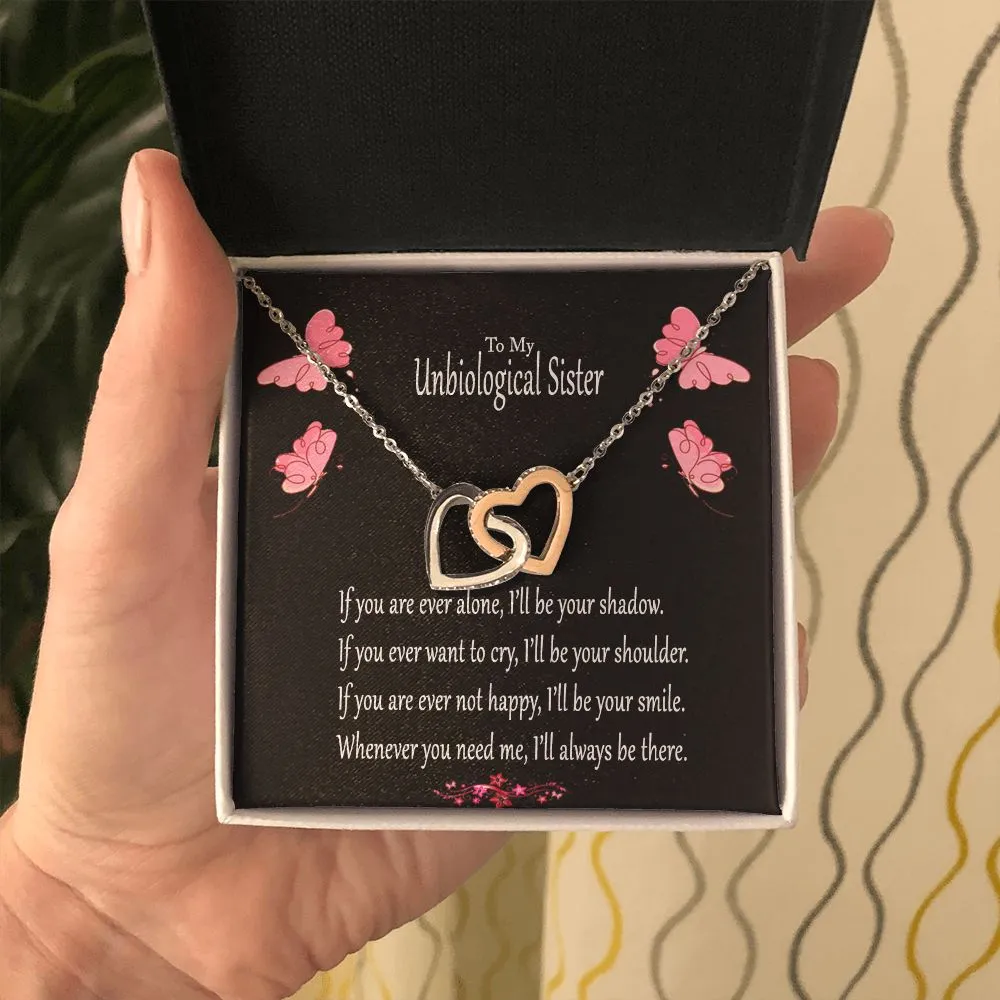 To My
Unbiological Sister
If you are ever alone, I'll be your shadow.
If you ever want to cry, I'll be your shoulder.
If you are ever not happy, I'll be your smile.
Whenever you need me, I'll always be there.